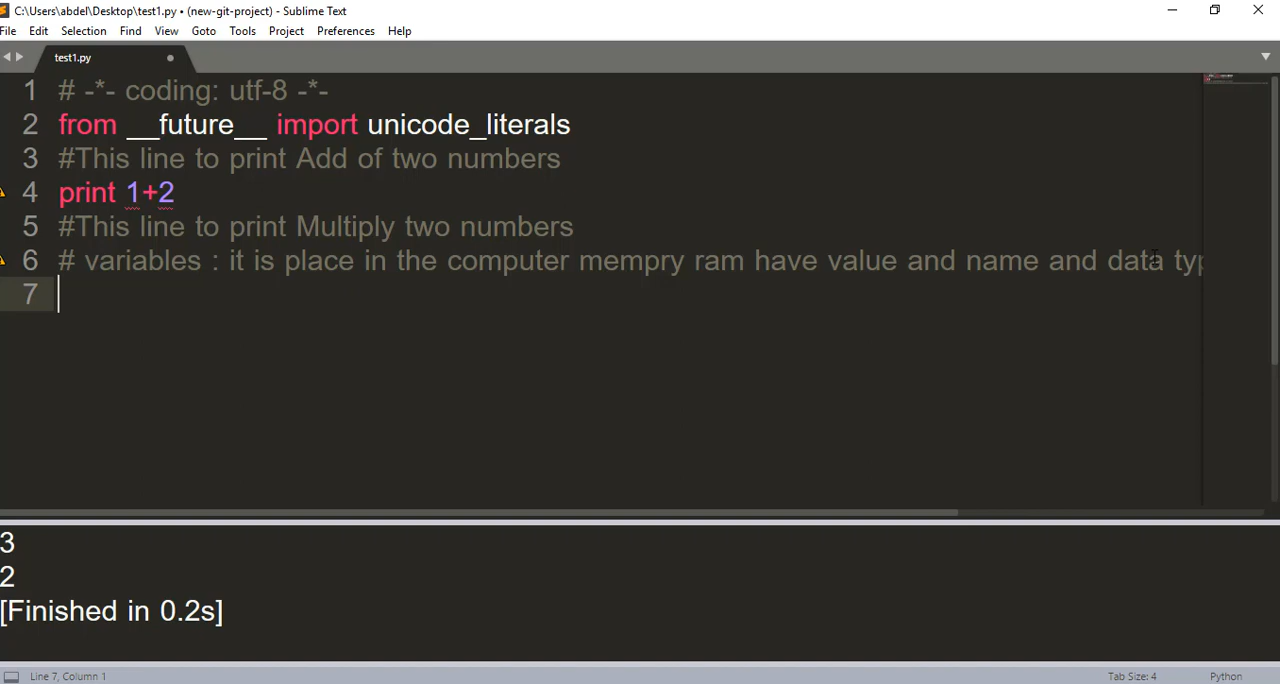 C:\Users\abdel\Desktop\test1.py • (new-git-project) - Sublime Text
File Edit Selection Find View Goto Tools Project Preferences Help
test1.py
1 # -*- coding: utf-8 -*-
2 from __future__ import unicode_literals
3 #This line to print Add of two numbers
4 print 1+2
5 #This line to print Multiply two numbers
6 # variables : it is place in the computer mempry ram have value and name and data typ
7
3
2
[Finished in 0.2s]
Line 7, Column 1 Tab Size: 4 Python